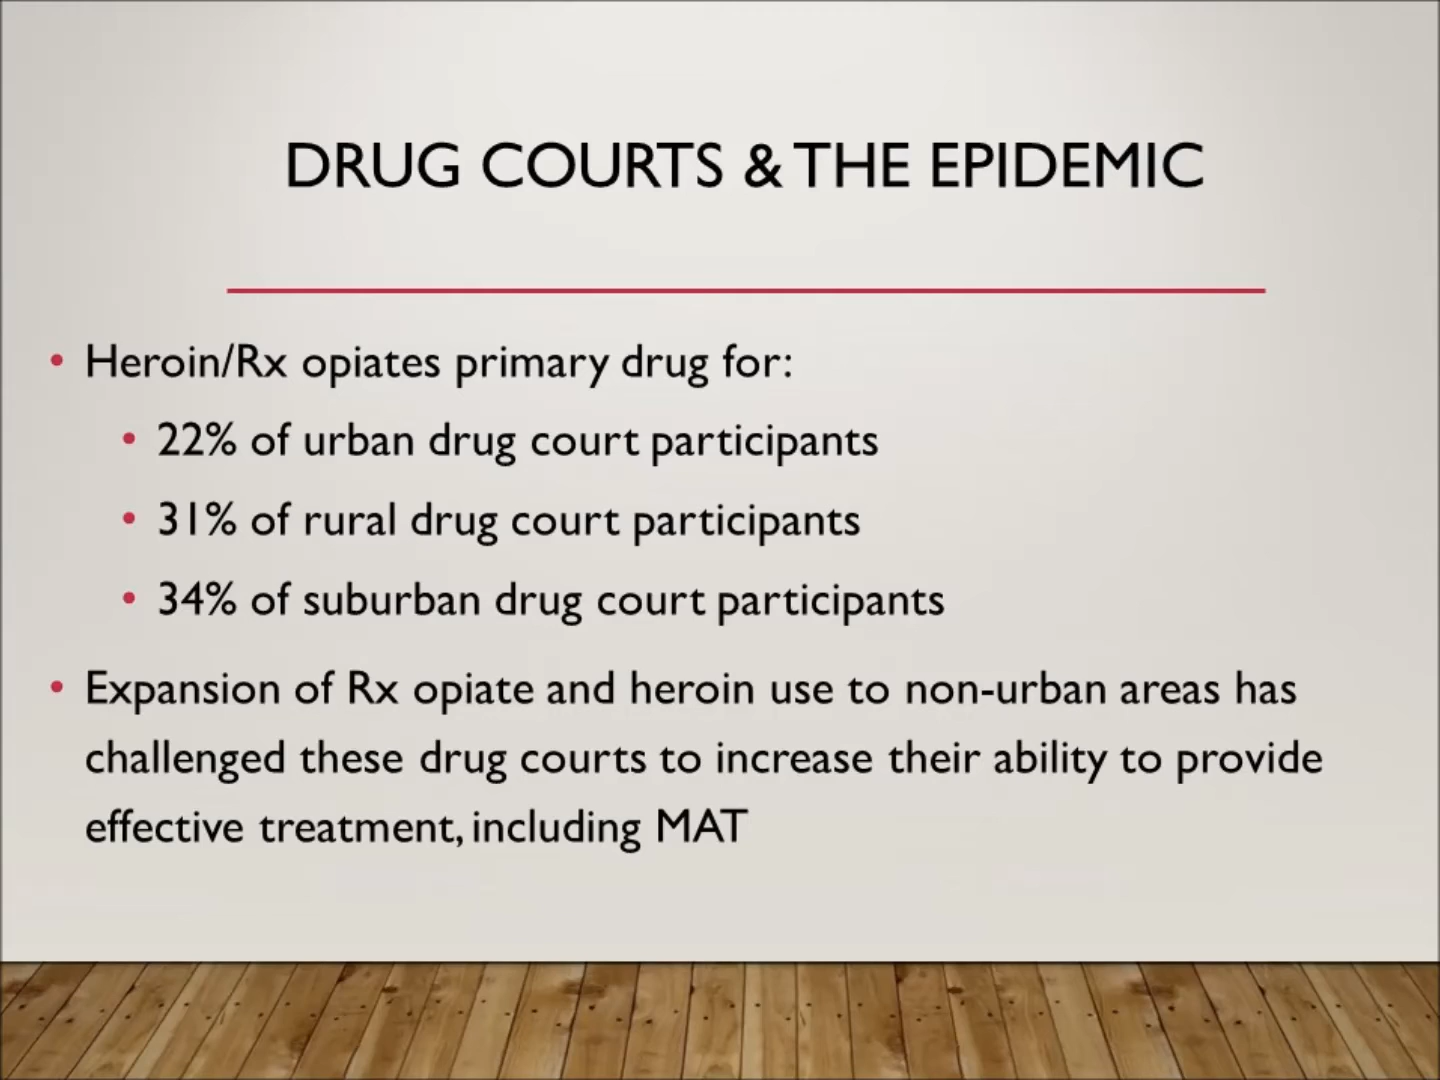 DRUG COURTS & THE EPIDEMIC
• Heroin/Rx opiates primary drug for:
• 22% of urban drug court participants
• 31% of rural drug court participants
• 34% of suburban drug court participants
• Expansion of Rx opiate and heroin use to non-urban areas has
challenged these drug courts to increase their ability to provide
effective treatment, including MAT